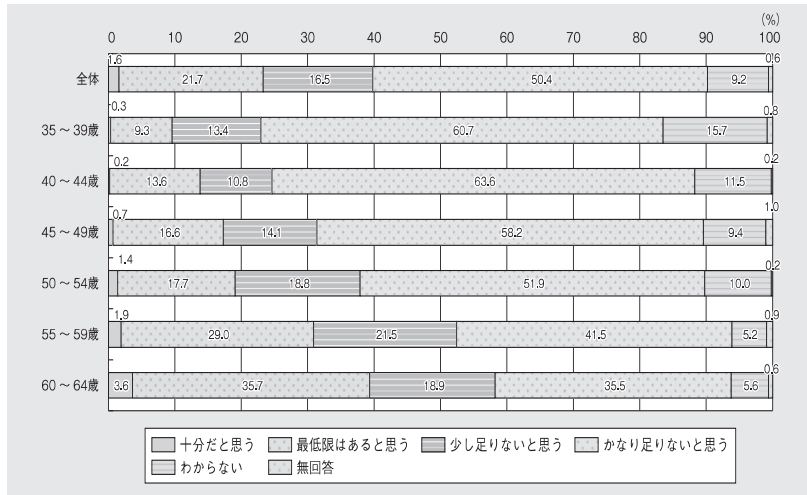 (%)
0 10 20 30 40 50 60 70 80 90 100
1.6 0.6
全体 21.7 16.5 50.4 9.2
0.3 0.8
35～39歳 9.3 13.4 60.7 15.7
0.2 0.2
40～44歳 13.6 10.8 63.6 11.5
0.7 1.0
45～49歳 16.6 14.1 58.2 9.4
1.4 0.2
50～54歳 17.7 18.8 51.9 10.0
1.9 0.9
55～59歳 29.0 21.5 41.5 5.2
0.6
60～64歳 3.6 35.7 18.9 35.5 5.6
十分だと思う 最低限はあると思う 少し足りないと思う かなり足りないと思う
わからない 無回答